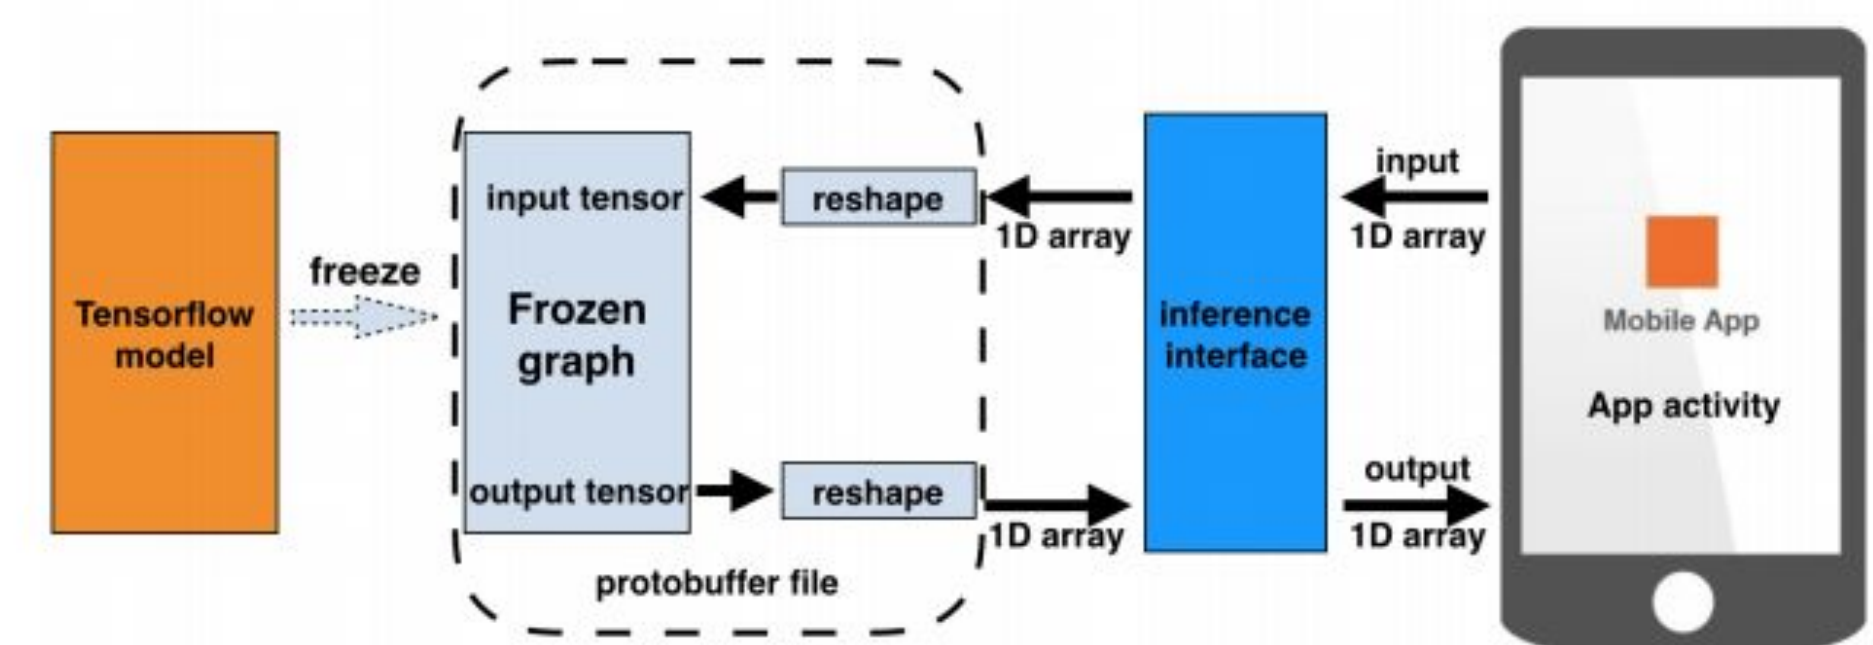 Tensorflow
model
freeze
input tensor
Frozen
graph
output tensor
reshape
reshape
protobuffer file
1D array
1D array
inference
interface
input
1D array
output
1D array
Mobile App
App activity